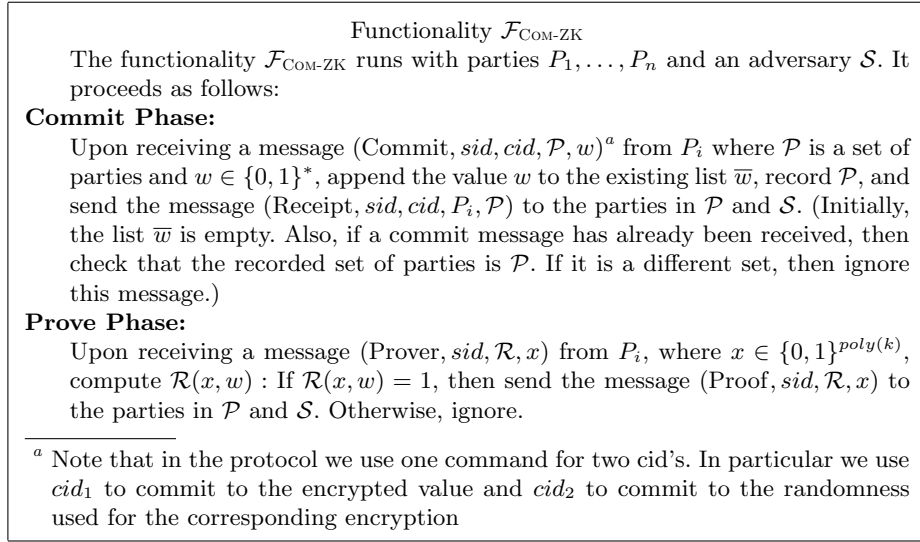 Functionality F_COM-ZK
The functionality F_COM-ZK runs with parties P_1, . . . , P_n and an adversary S. It
proceeds as follows:
Commit Phase:
Upon receiving a message (Commit, sid, cid, P, w)^a from P_i where P is a set of
parties and w ∈ {0, 1}^*, append the value w to the existing list w̅, record P, and
send the message (Receipt, sid, cid, P_i, P) to the parties in P and S. (Initially,
the list w̅ is empty. Also, if a commit message has already been received, then
check that the recorded set of parties is P. If it is a different set, then ignore
this message.)
Prove Phase:
Upon receiving a message (Prover, sid, R, x) from P_i, where x ∈ {0, 1}^{poly(k)},
compute R(x, w) : If R(x, w) = 1, then send the message (Proof, sid, R, x) to
the parties in P and S. Otherwise, ignore.
^a Note that in the protocol we use one command for two cid's. In particular we use
cid_1 to commit to the encrypted value and cid_2 to commit to the randomness
used for the corresponding encryption